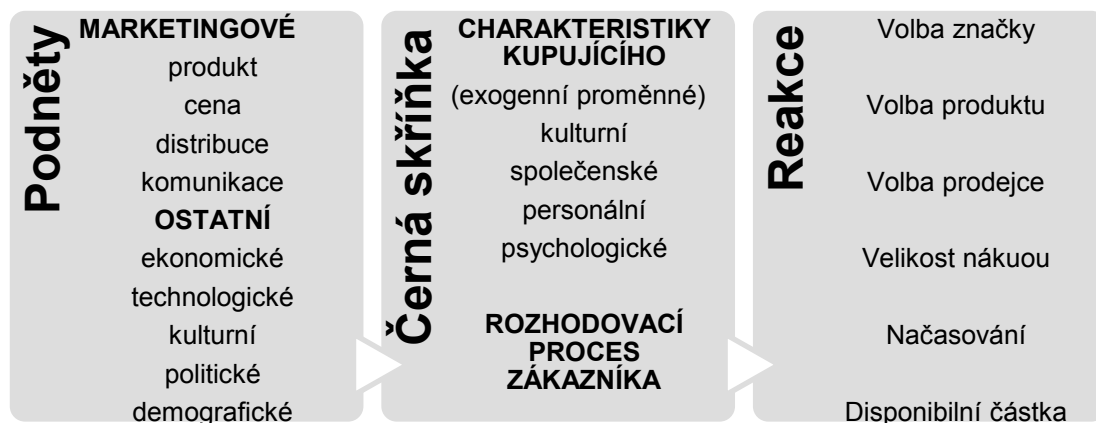 Podněty
MARKETINGOVÉ
produkt
cena
distribuce
komunikace
OSTATNÍ
ekonomické
technologické
kulturní
politické
demografické
Černá skříňka
CHARAKTERISTIKY
KUPUJÍCÍHO
(exogenní proměnné)
kulturní
společenské
personální
psychologické
ROZHODOVACÍ
PROCES
ZÁKAZNÍKA
Reakce
Volba značky
Volba produktu
Volba prodejce
Velikost nákuou
Načasování
Disponibilní částka